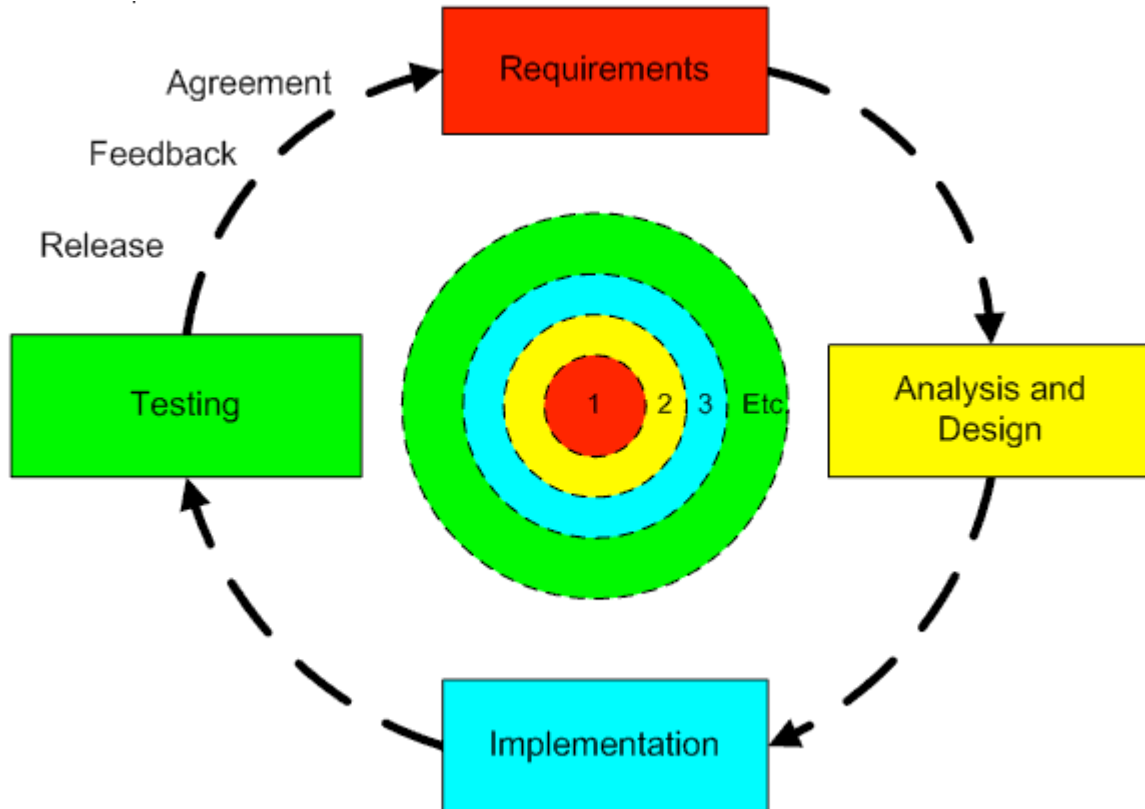 Requirements
Agreement
Feedback
Release
Testing
1
2
3
Etc
Analysis and
Design
Implementation